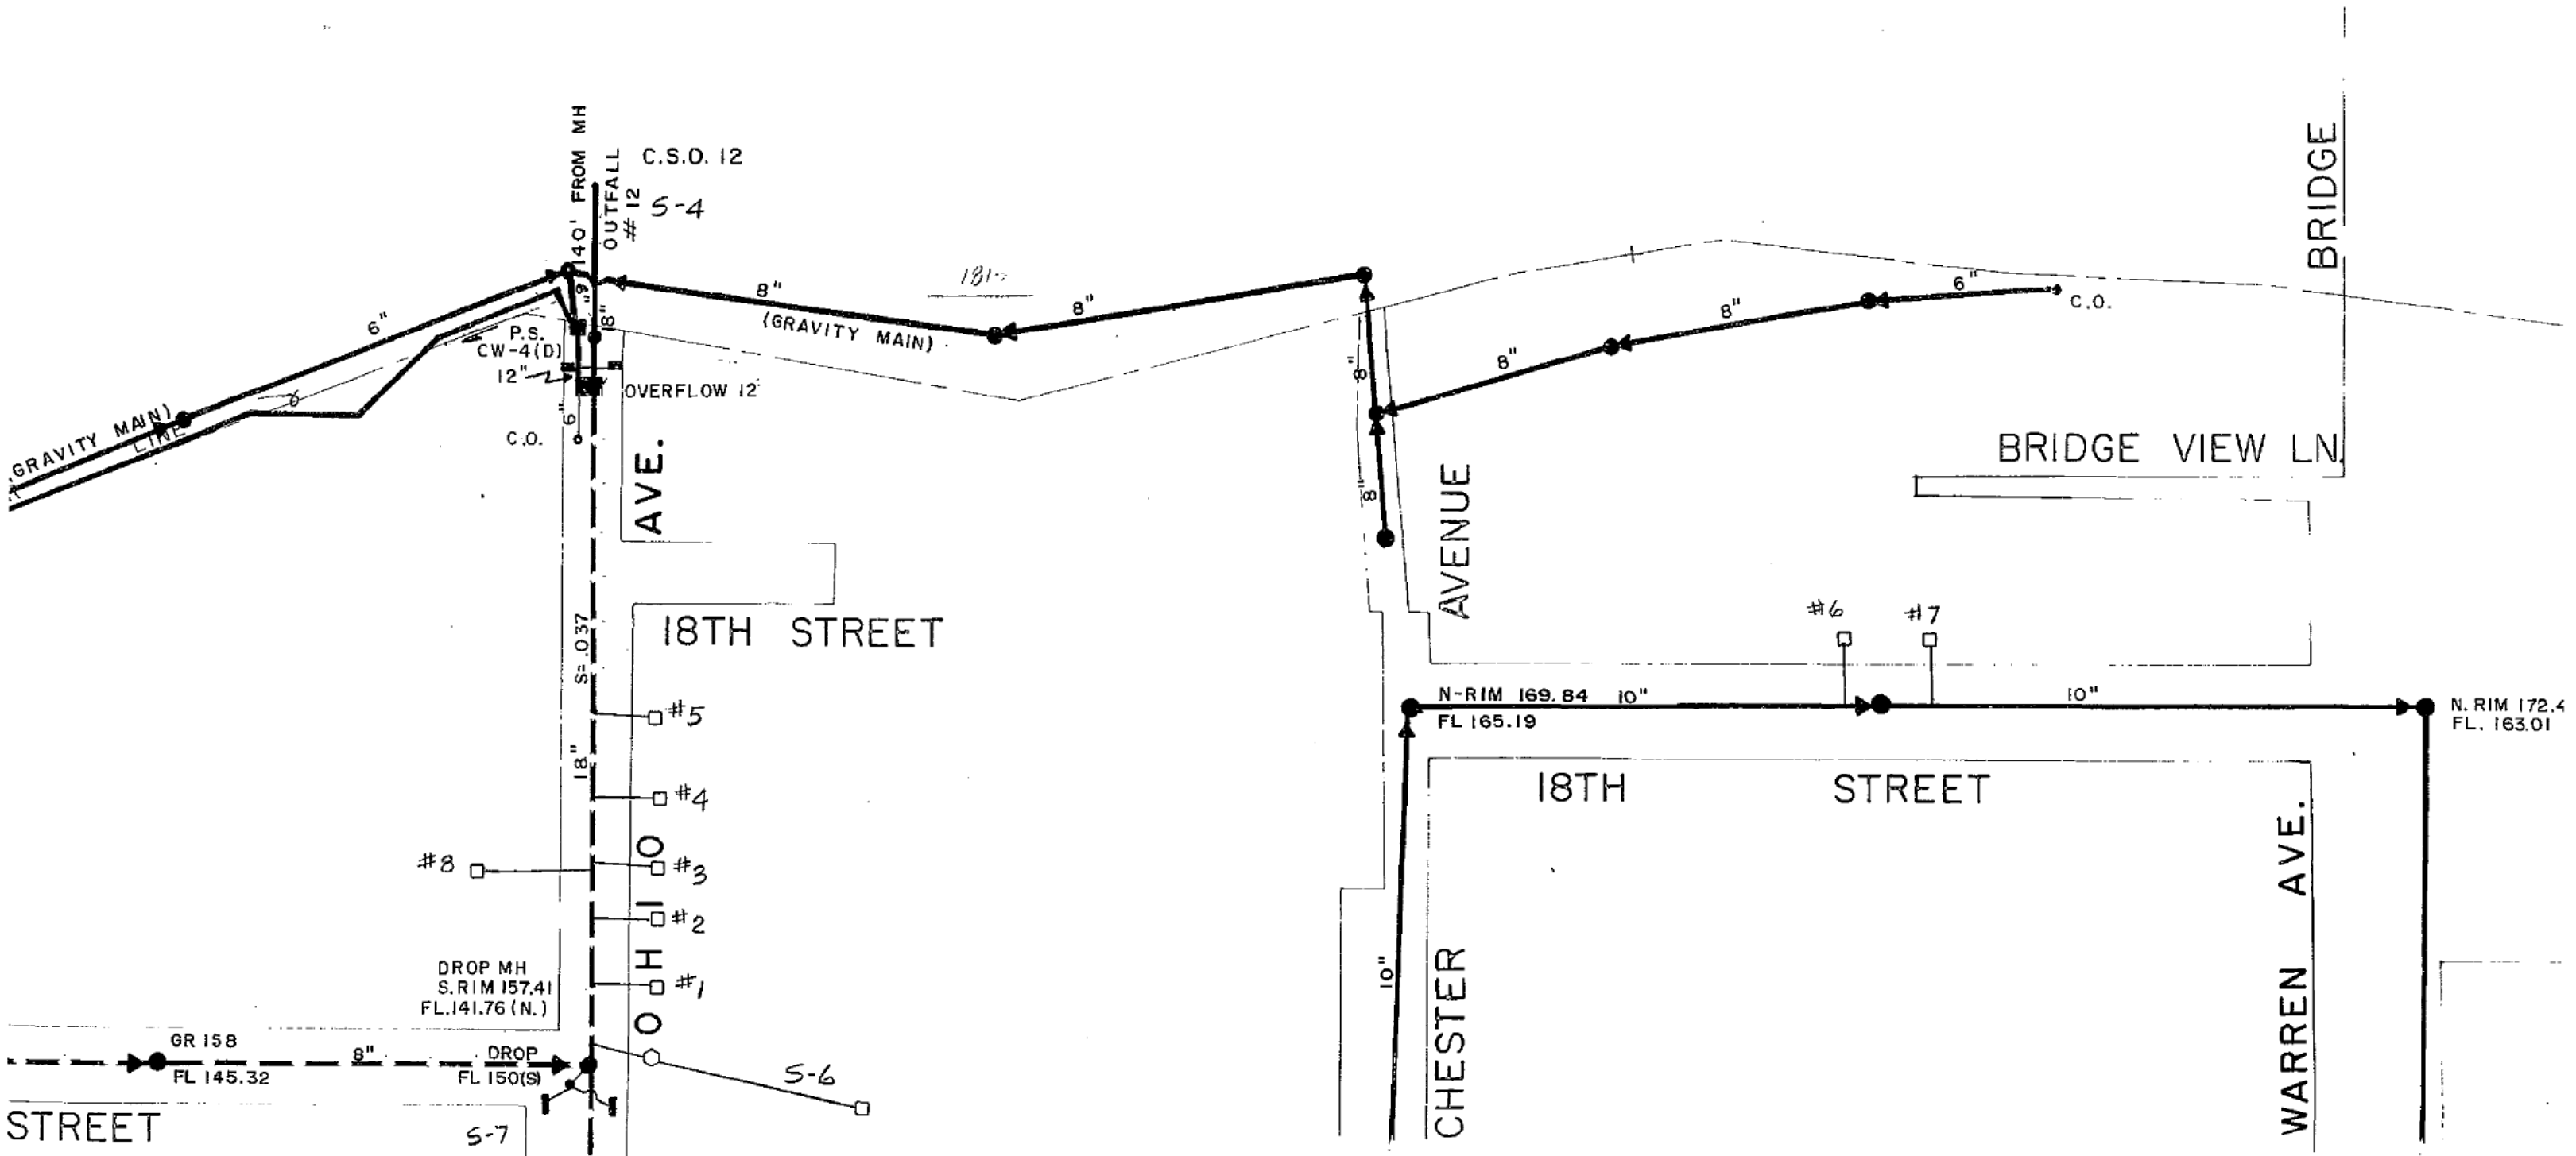 140' FROM MH
OUTFALL
#12
C.S.O. 12
S-4
BRIDGE
181
6"
6"
8"
8"
(GRAVITY MAIN)
8"
8"
6"
C.O.
8"
8"
8"
P.S.
CW-4(D)
12"
OVERFLOW 12
6"
C.O.
GRAVITY MAIN)
LINE
AVE.
AVENUE
BRIDGE VIEW LN.
18TH STREET
S=.037
18"
#5
#4
#3
#8
#2
#1
OHIO
#6
#7
N-RIM 169.84
FL 165.19
10"
10"
N. RIM 172.4
FL. 163.01
18TH STREET
10"
CHESTER
WARREN AVE.
DROP MH
S.RIM 157.41
FL.141.76 (N.)
GR 158
FL 145.32
8"
DROP
FL 150(S)
S-6
STREET
S-7